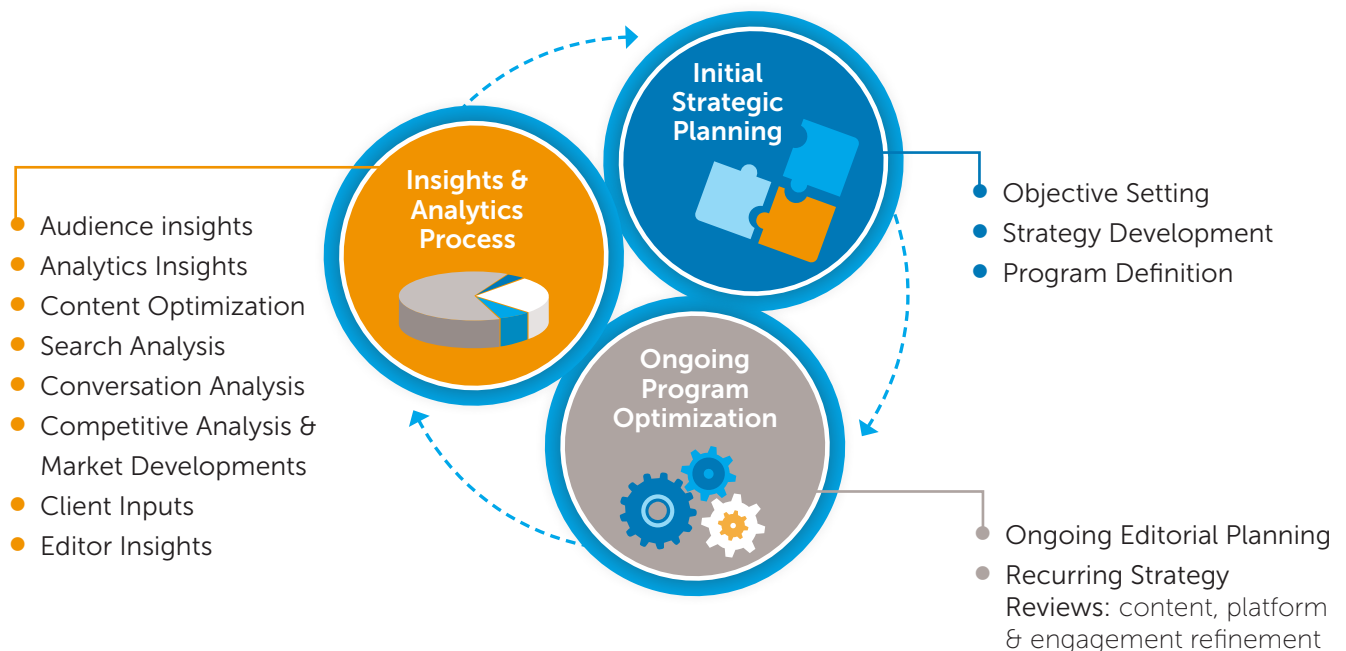 Initial
Strategic
Planning
Insights &
Analytics
Process
Ongoing
Program
Optimization
Audience insights
Analytics Insights
Content Optimization
Search Analysis
Conversation Analysis
Competitive Analysis &
Market Developments
Client Inputs
Editor Insights
Objective Setting
Strategy Development
Program Definition
Ongoing Editorial Planning
Recurring Strategy
Reviews: content, platform
& engagement refinement